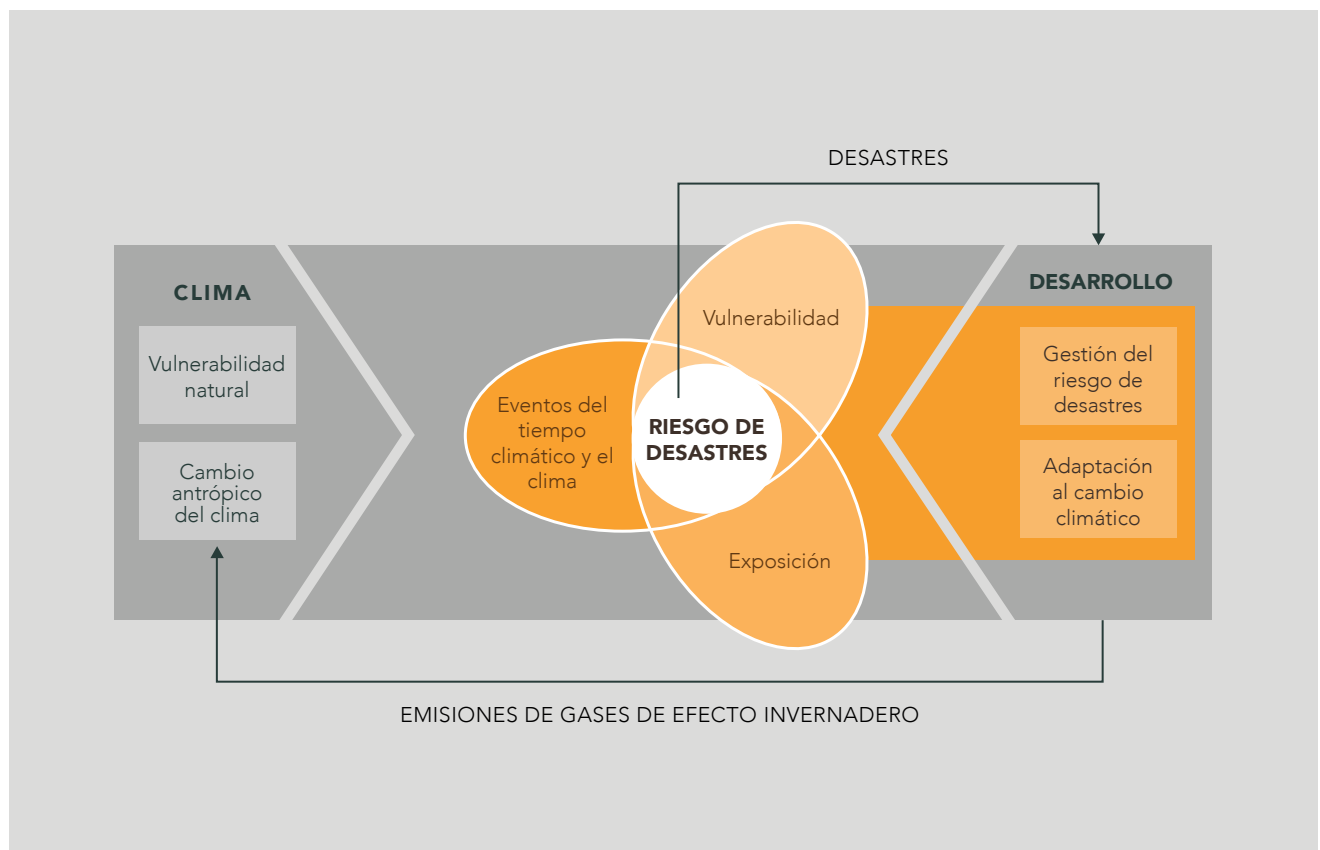 DESASTRES
CLIMA
Vulnerabilidad
natural
Cambio
antrópico
del clima
Eventos del
tiempo
climático y el
clima
Vulnerabilidad
RIESGO DE
DESASTRES
Exposición
DESARROLLO
Gestión del
riesgo de
desastres
Adaptación
al cambio
climático
EMISIONES DE GASES DE EFECTO INVERNADERO